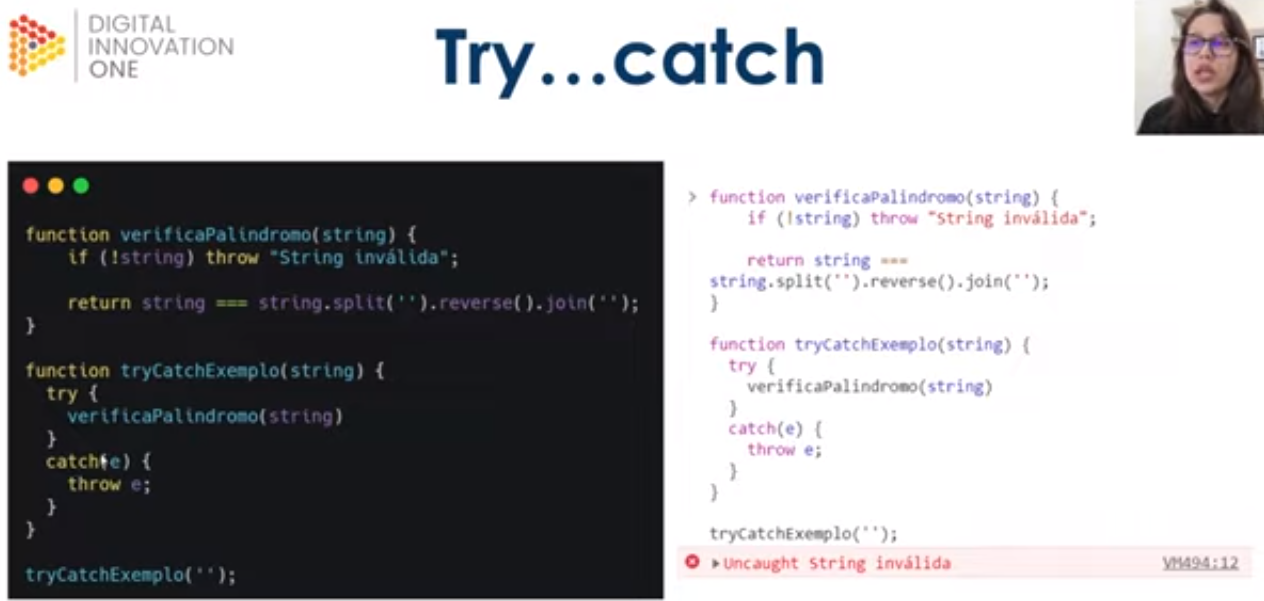 DIGITAL
INNOVATION
ONE
Try...catch
function verificaPalindromo(string) {
    if (!string) throw "String inválida";

    return string === string.split('').reverse().join('');
}

function tryCatchExemplo(string) {
  try {
    verificaPalindromo(string)
  }
  catch(e) {
    throw e;
  }
}

tryCatchExemplo('');
> function verificaPalindromo(string) {
    if (!string) throw "String inválida";

    return string ===
string.split('').reverse().join('');
}

function tryCatchExemplo(string) {
  try {
    verificaPalindromo(string)
  }
  catch(e) {
    throw e;
  }
}

tryCatchExemplo('');
Uncaught String inválida VM494:12